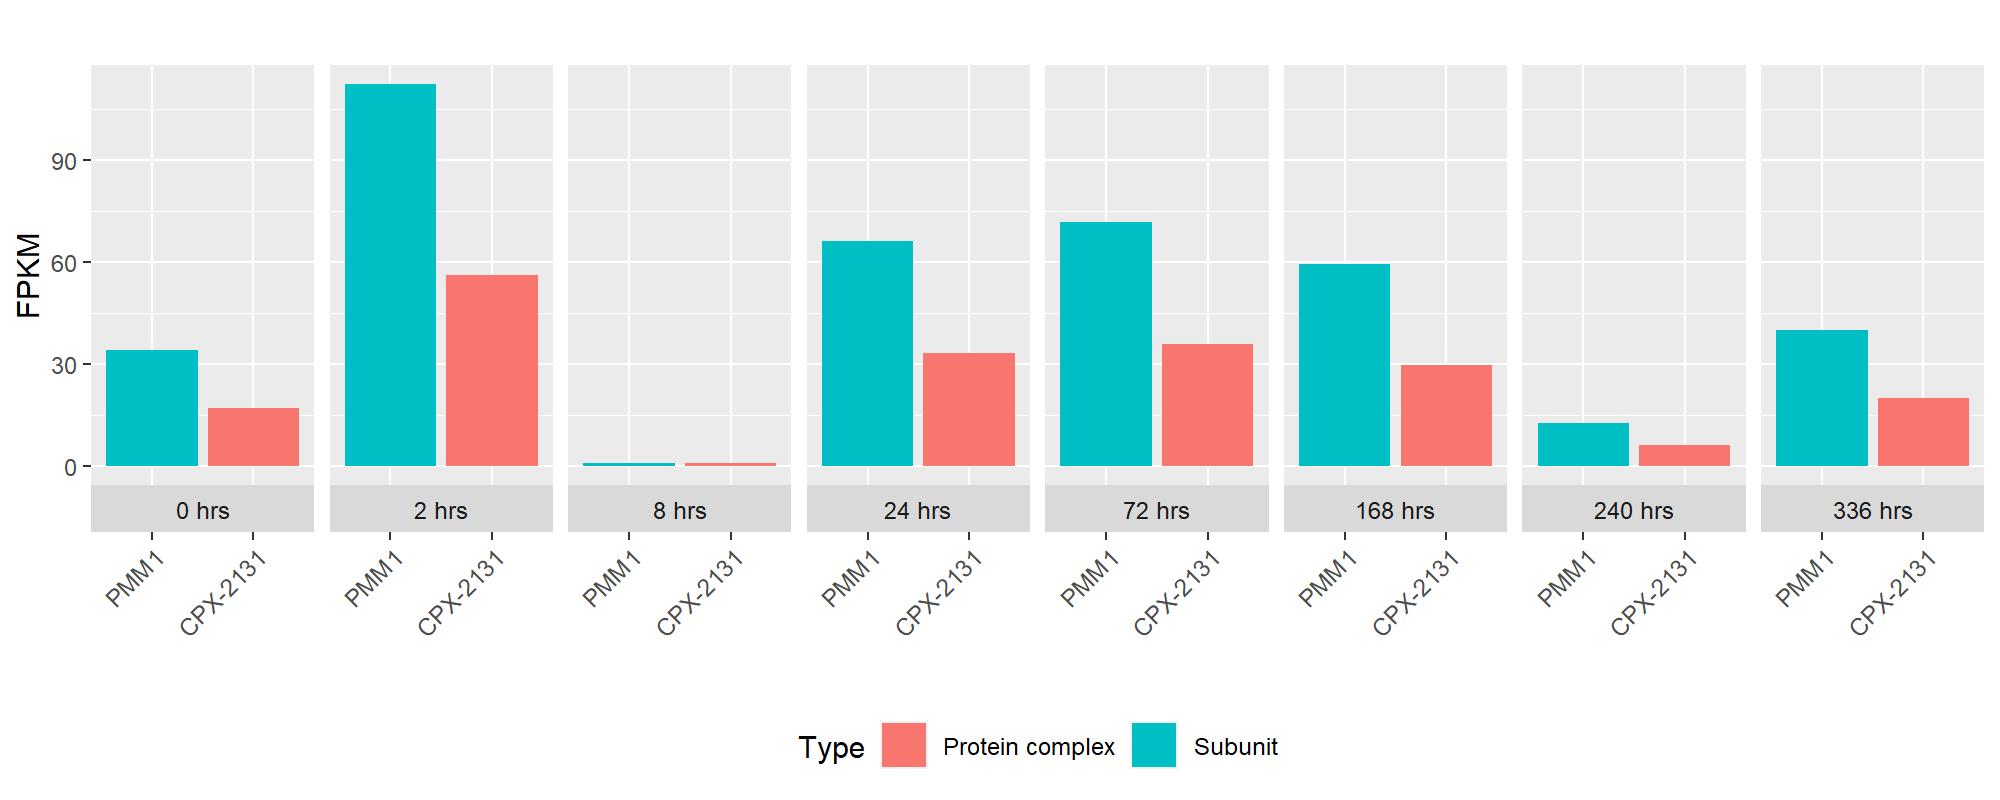 FPKM
90
60
30
0
0 hrs 2 hrs 8 hrs 24 hrs 72 hrs 168 hrs 240 hrs 336 hrs
PMM1 CPX-2131 PMM1 CPX-2131 PMM1 CPX-2131 PMM1 CPX-2131 PMM1 CPX-2131 PMM1 CPX-2131 PMM1 CPX-2131 PMM1 CPX-2131
Type Protein complex Subunit